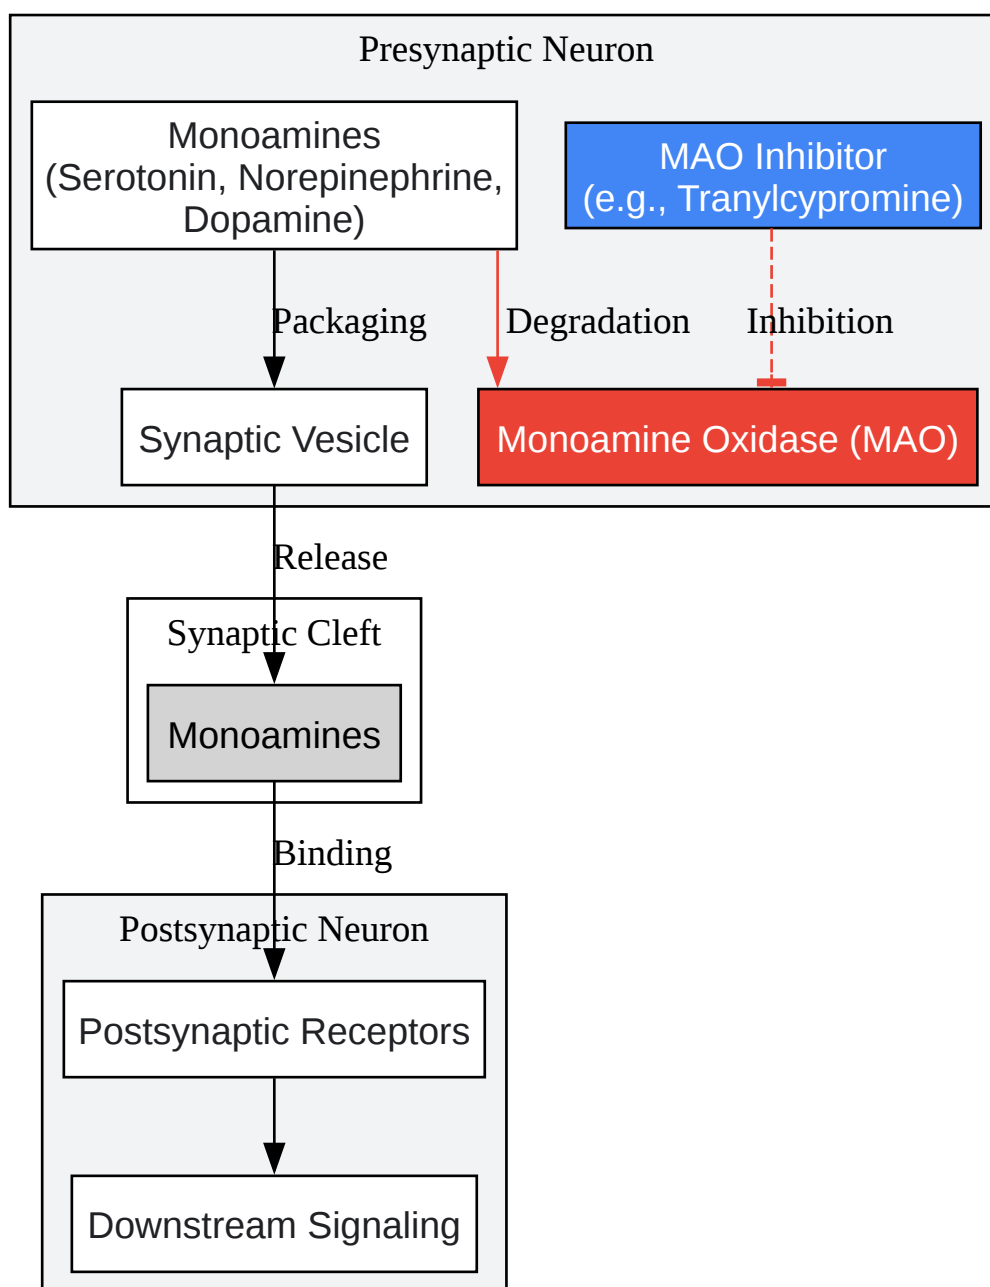 Presynaptic Neuron
Monoamines
(Serotonin, Norepinephrine,
Dopamine)
MAO Inhibitor
(e.g., Tranylcypromine)
Packaging
Degradation
Inhibition
Synaptic Vesicle
Monoamine Oxidase (MAO)
Release
Synaptic Cleft
Monoamines
Binding
Postsynaptic Neuron
Postsynaptic Receptors
Downstream Signaling